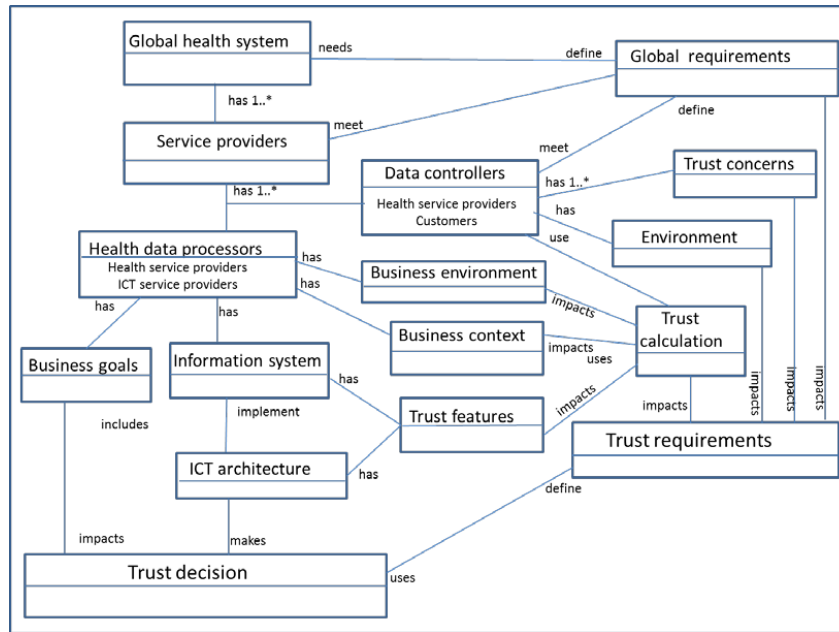 Global health system
needs
define
Global requirements
has 1..*
define
meet
Service providers
meet
Data controllers
Trust concerns
has 1..*
has 1..*
Health service providers
Customers
has
Environment
use
Health data processors
Health service providers
ICT service providers
has
Business environment
has
has
has
impacts
Trust
calculation
Business context
impacts
uses
Business goals
Information system
has
impacts
impacts
impacts
impacts
impacts
includes
implement
Trust features
Trust requirements
ICT architecture
has
define
impacts
makes
Trust decision
uses